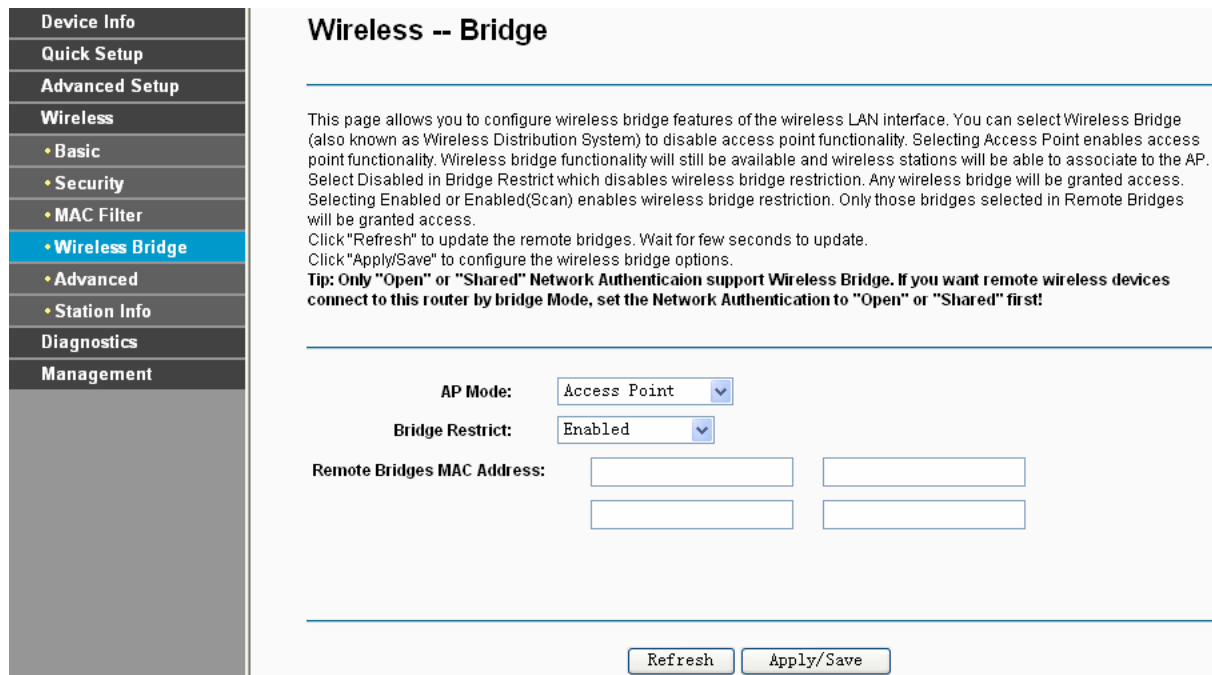 Device Info
Quick Setup
Advanced Setup
Wireless
Basic
Security
MAC Filter
Wireless Bridge
Advanced
Station Info
Diagnostics
Management
Wireless -- Bridge
This page allows you to configure wireless bridge features of the wireless LAN interface. You can select Wireless Bridge
(also known as Wireless Distribution System) to disable access point functionality. Selecting Access Point enables access
point functionality. Wireless bridge functionality will still be available and wireless stations will be able to associate to the AP.
Select Disabled in Bridge Restrict which disables wireless bridge restriction. Any wireless bridge will be granted access.
Selecting Enabled or Enabled(Scan) enables wireless bridge restriction. Only those bridges selected in Remote Bridges
will be granted access.
Click "Refresh" to update the remote bridges. Wait for few seconds to update.
Click "Apply/Save" to configure the wireless bridge options.
Tip: Only "Open" or "Shared" Network Authenticaion support Wireless Bridge. If you want remote wireless devices
connect to this router by bridge Mode, set the Network Authentication to "Open" or "Shared" first!
AP Mode: Access Point
Bridge Restrict: Enabled
Remote Bridges MAC Address:
Refresh Apply/Save